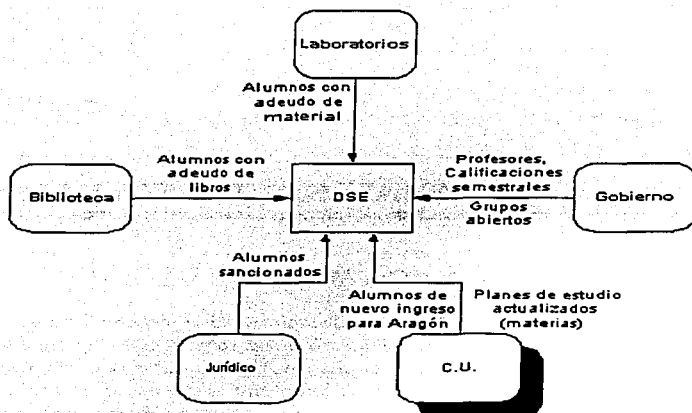 Laboratorios
Alumnos con
adeudo de
material
Alumnos con
adeudo de
libros
Biblioteca
DSE
Profesores,
Calificaciones
semestrales
Grupos
abiertos
Gobierno
Alumnos
sancionados
Alumnos de
nuevo ingreso
para Aragón
Planes de estudio
actualizados
(materias)
Jurídico
C.U.